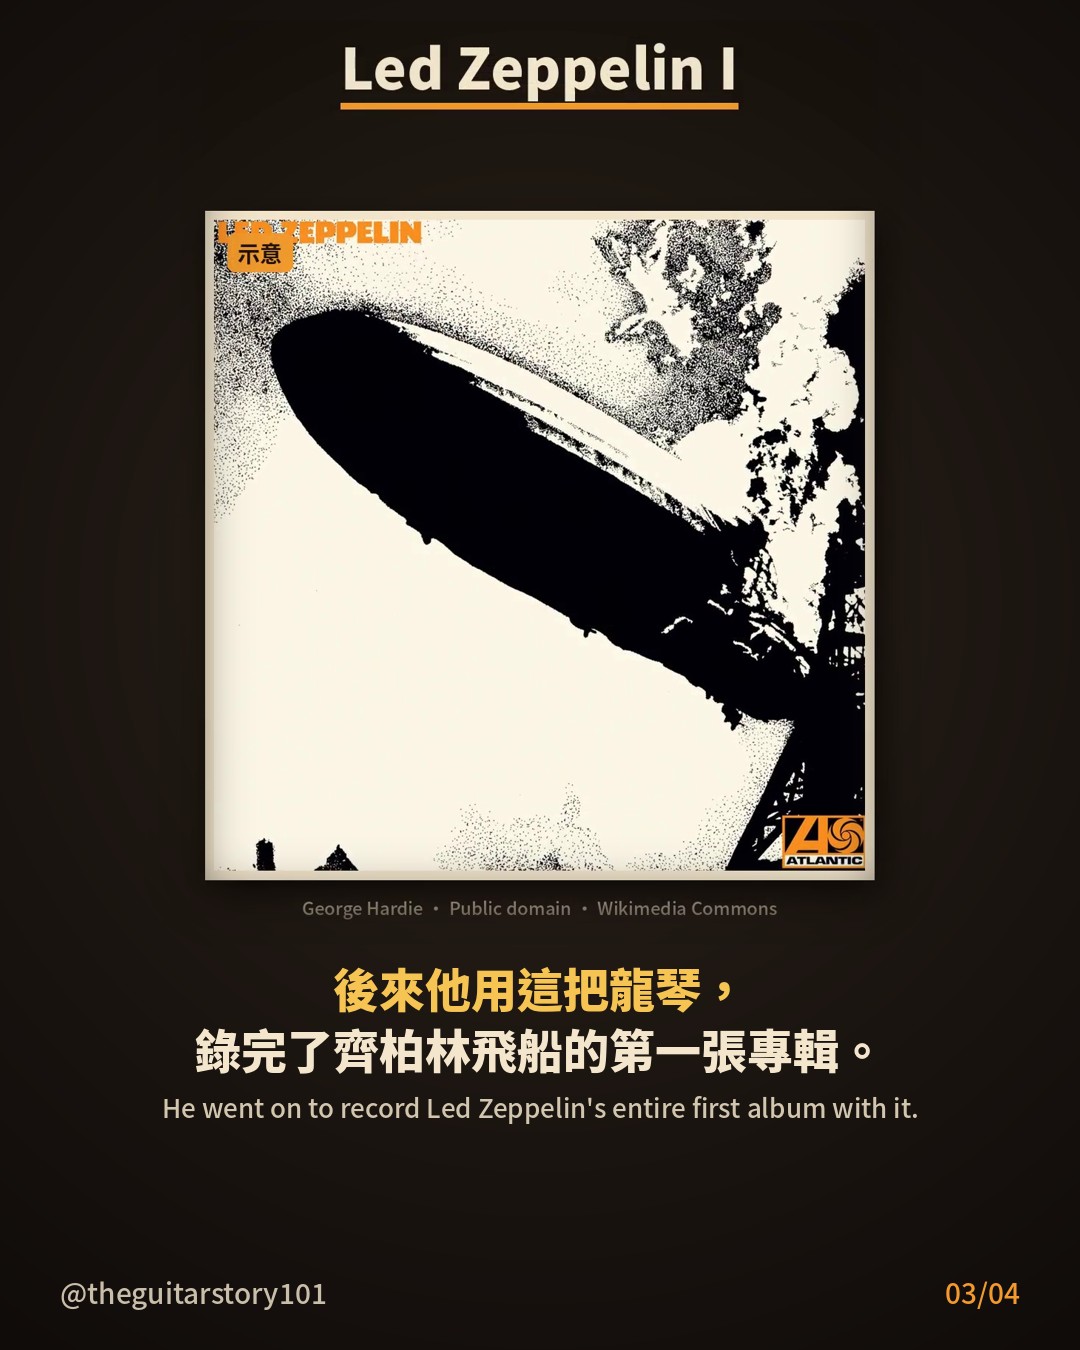 Led Zeppelin I
LED ZEPPELIN
示意
ATLANTIC
George Hardie • Public domain • Wikimedia Commons
後來他用這把龍琴，
錄完了齊柏林飛船的第一張專輯。
He went on to record Led Zeppelin's entire first album with it.
@theguitarstory101
03/04